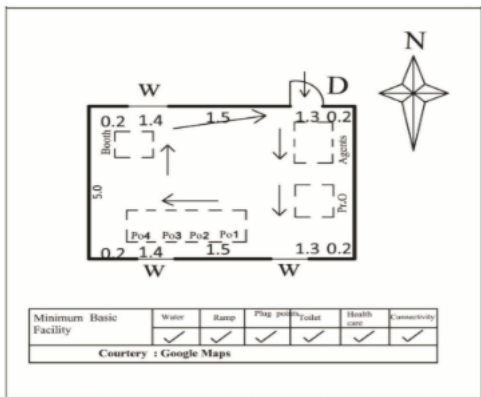 N
W
D
0.2 1.4 1.5 1.3 0.2
Booth
Agents
5.0
Pr.O
Po4 Po3 Po2 Po1
0.2 1.4 1.5 1.3 0.2
W W
Minimum Basic Facility Water Ramp Plug points Toilet Health care Connectivity
✓ ✓ ✓ ✓ ✓ ✓
Courtery : Google Maps